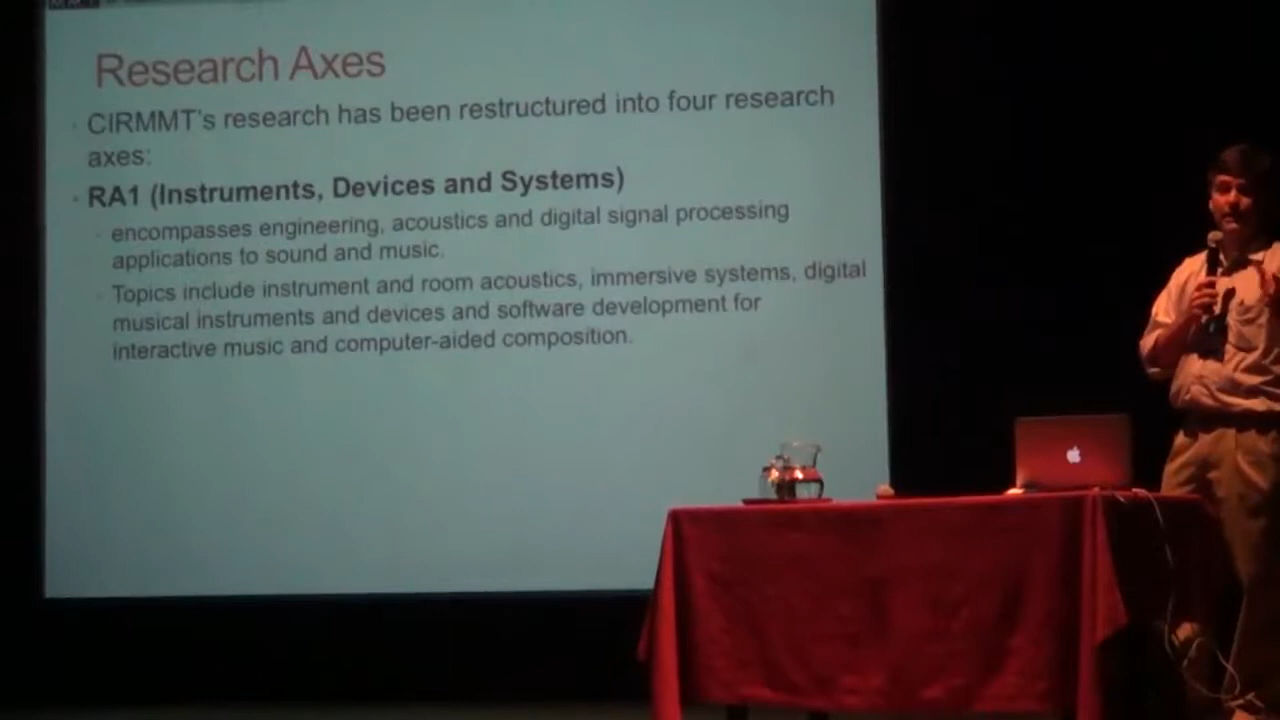 Research Axes
CIRMMT's research has been restructured into four research
axes:
RA1 (Instruments, Devices and Systems)
encompasses engineering, acoustics and digital signal processing
applications to sound and music.
Topics include instrument and room acoustics, immersive systems, digital
musical instruments and devices and software development for
interactive music and computer-aided composition.